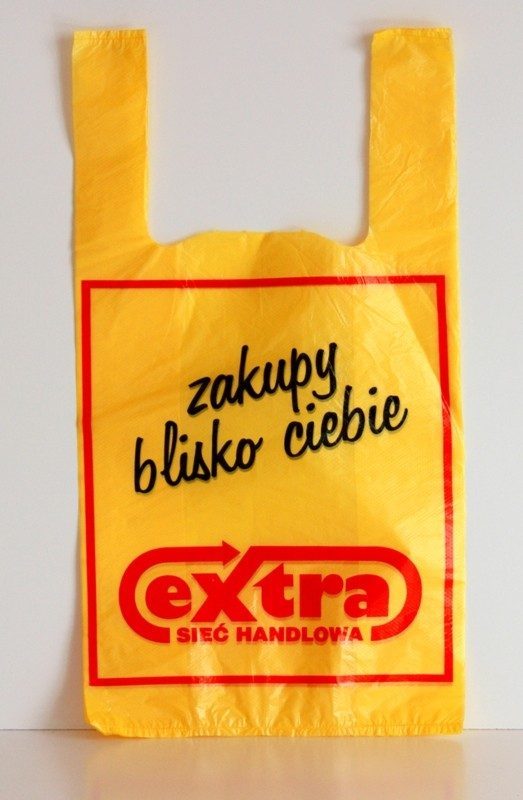 zakupy
blisko ciebie
extra
SIEĆ HANDLOWA